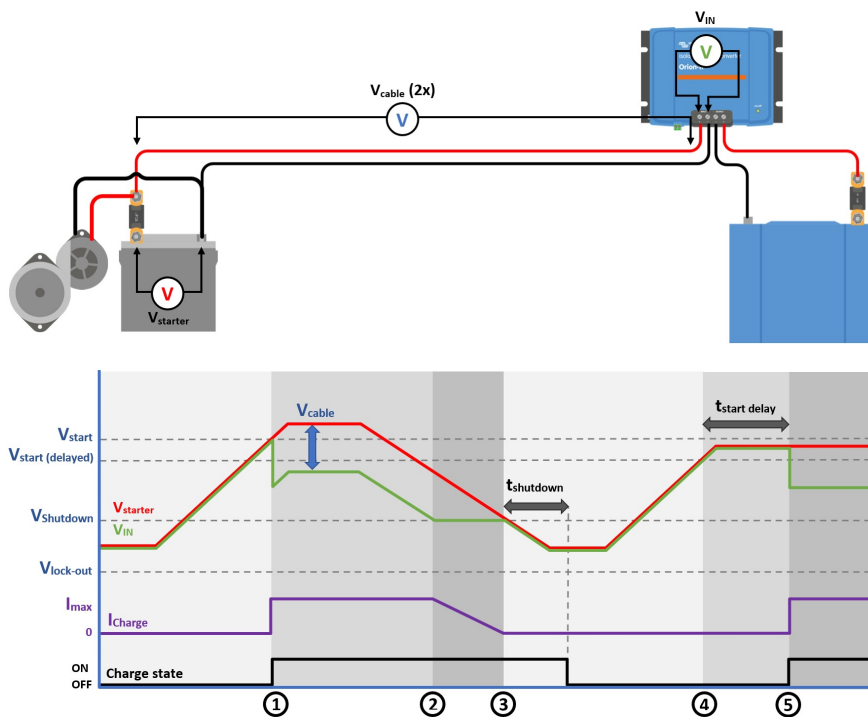 VIN
V
Vcable (2x)
V
Orion
V
Vstarter
Vcable
tstart delay
Vstart
Vstart (delayed)
tshutdown
Vstarter
VShutdown
VIN
Vlock-out
Imax
ICharge
0
ON
Charge state
OFF
1
2
3
4
5